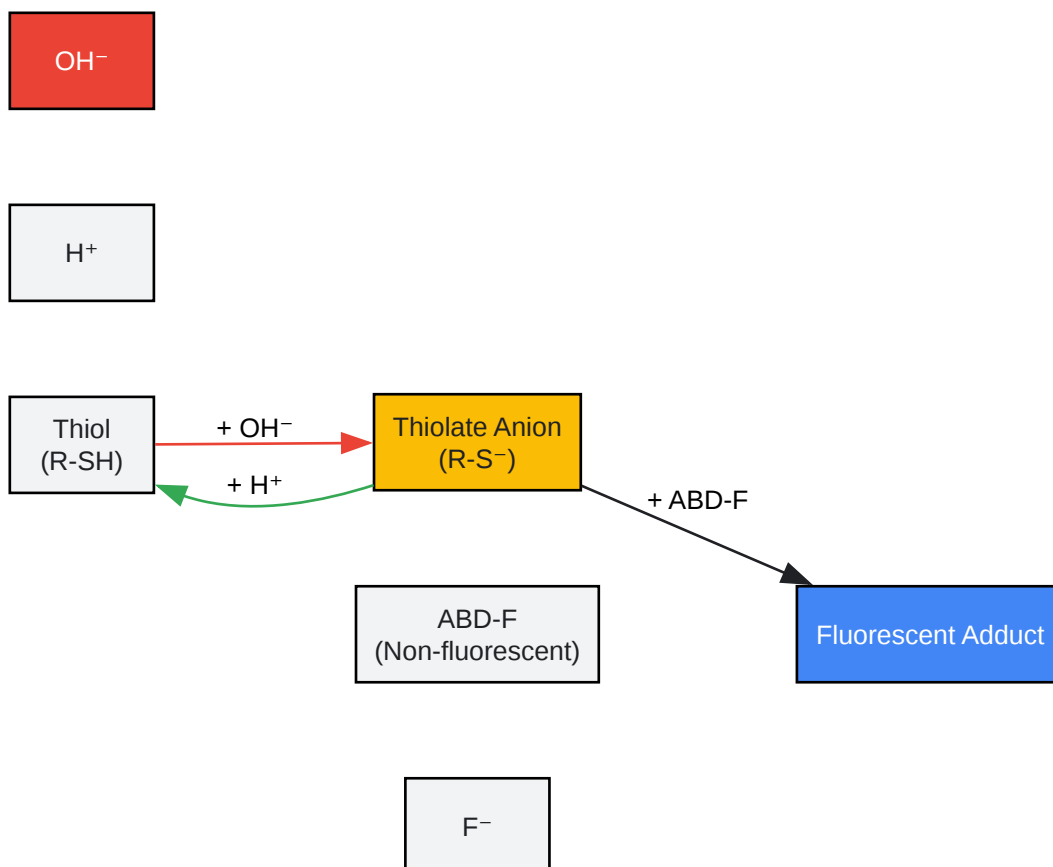 OH⁻
H⁺
Thiol
(R-SH)
+ OH⁻
+ H⁺
Thiolate Anion
(R-S⁻)
+ ABD-F
ABD-F
(Non-fluorescent)
Fluorescent Adduct
F⁻